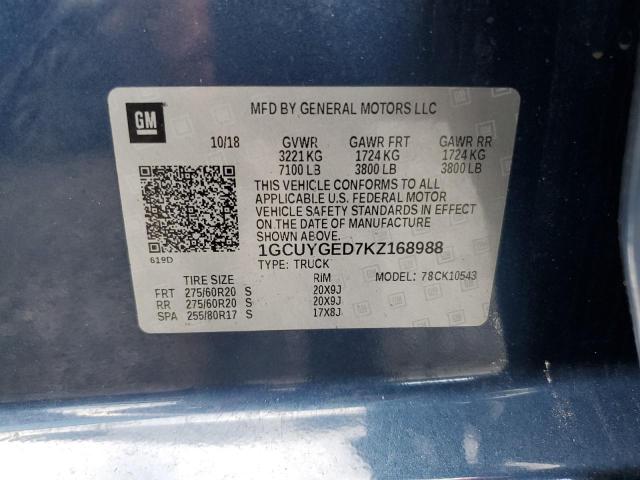 GM
MFD BY GENERAL MOTORS LLC
10/18 GVWR GAWR FRT GAWR RR
3221 KG 1724 KG 1724 KG
7100 LB 3800 LB 3800 LB
THIS VEHICLE CONFORMS TO ALL
APPLICABLE U.S. FEDERAL MOTOR
VEHICLE SAFETY STANDARDS IN EFFECT
ON THE DATE OF MANUFACTURE
SHOWN ABOVE.
619D
1GCUYGED7KZ168988
TYPE: TRUCK MODEL: 78CK10543
TIRE SIZE RIM
FRT 275/60R20 S 20X9J
RR 275/60R20 S 20X9J
SPA 255/80R17 S 17X8J